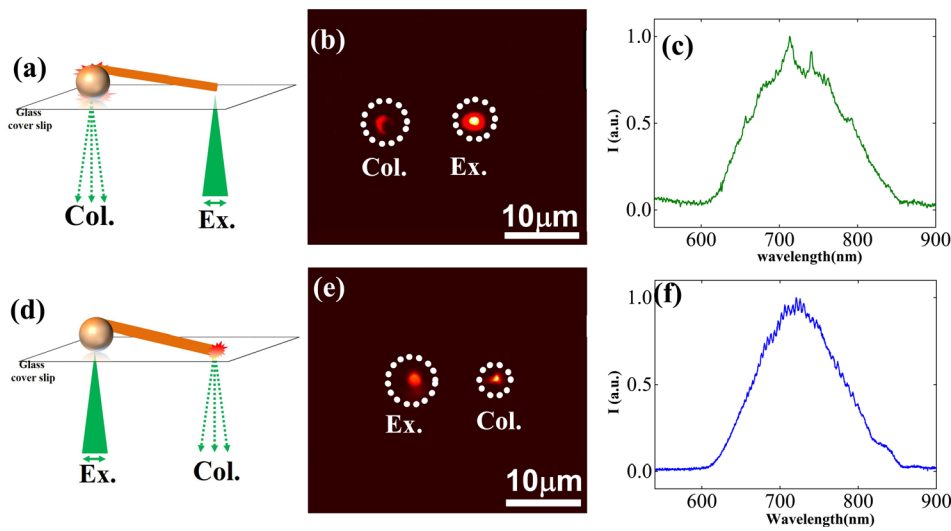 (a)
Glass
cover slip
Col.
Ex.
(b)
Col.
Ex.
10μm
(c)
I (a.u.)
1.0
0.5
0.0
600
700
800
900
wavelength(nm)
(d)
Glass
cover slip
Ex.
Col.
(e)
Ex.
Col.
10μm
(f)
I (a.u.)
1.0
0.5
0.0
600
700
800
900
Wavelength(nm)